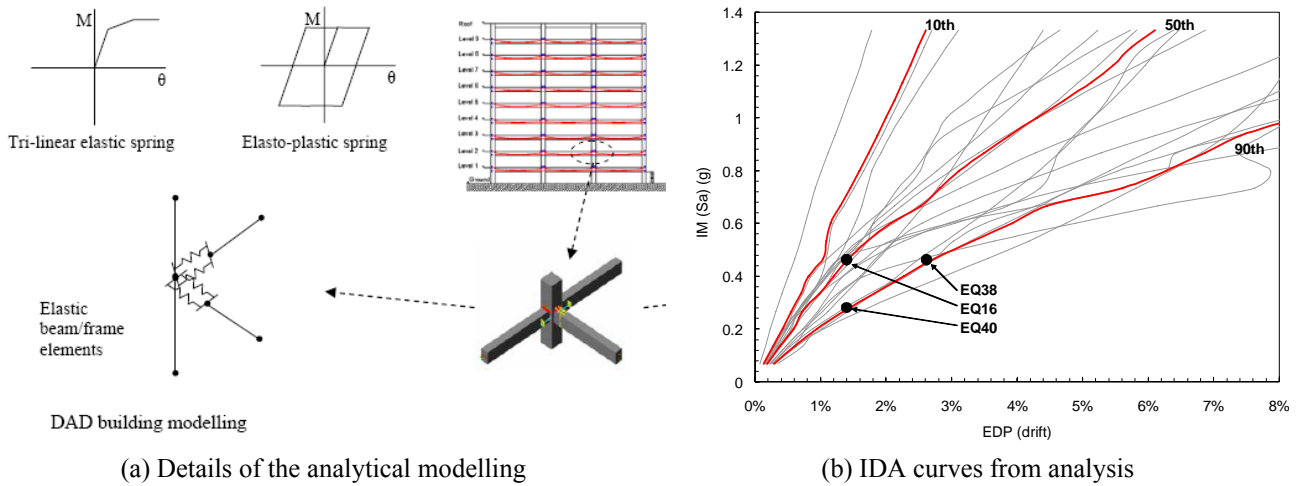 M
θ
Tri-linear elastic spring
M
θ
Elasto-plastic spring
Roof
Level 9
Level 8
Level 7
Level 6
Level 5
Level 4
Level 3
Level 2
Level 1
Ground
Elastic
beam/frame
elements
DAD building modelling
(a) Details of the analytical modelling
IM (Sa) (g)
1.4
1.2
1
0.8
0.6
0.4
0.2
0
10th
50th
90th
EQ38
EQ16
EQ40
0% 1% 2% 3% 4% 5% 6% 7% 8%
EDP (drift)
(b) IDA curves from analysis